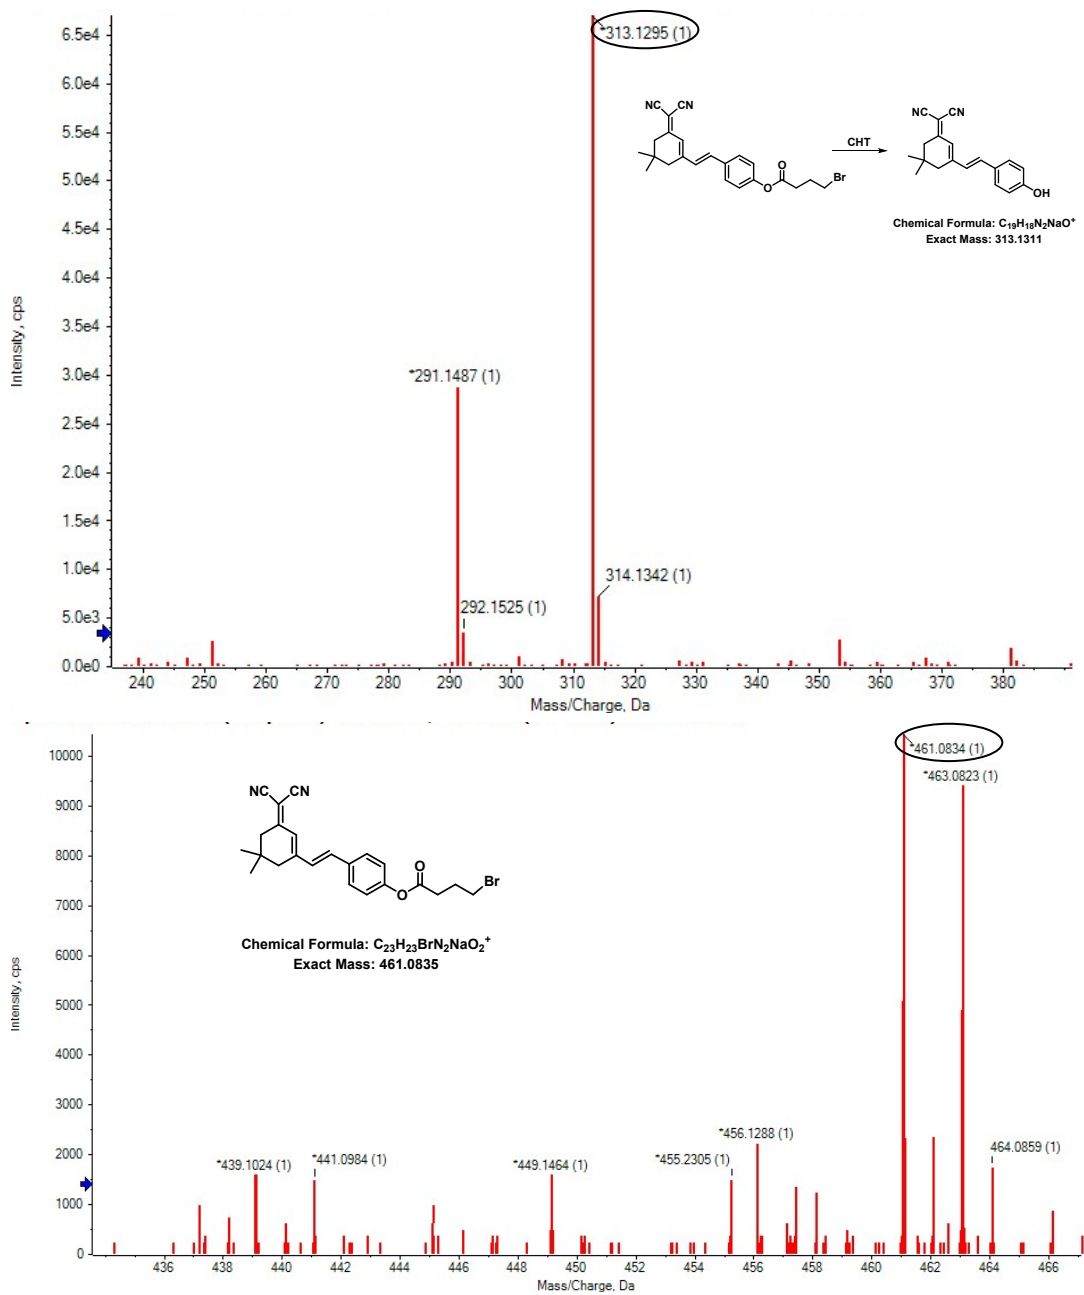 6.5e4
6.0e4
5.5e4
5.0e4
4.5e4
4.0e4
3.5e4
3.0e4
2.5e4
2.0e4
1.5e4
1.0e4
5.0e3
0.0e0
Intensity, cps
*313.1295 (1)
*291.1487 (1)
292.1525 (1)
314.1342 (1)
NC CN
O
O
Br
CHT
NC CN
OH
Chemical Formula: C₁₉H₁₈N₂NaO⁺
Exact Mass: 313.1311
240 250 260 270 280 290 300 310 320 330 340 350 360 370 380
Mass/Charge, Da
10000
9000
8000
7000
6000
5000
4000
3000
2000
1000
0
Intensity, cps
*461.0834 (1)
*463.0823 (1)
NC CN
O
O
Br
Chemical Formula: C₂₃H₂₃BrN₂NaO₂⁺
Exact Mass: 461.0835
*439.1024 (1)
*441.0984 (1)
*449.1464 (1)
*455.2305 (1)
*456.1288 (1)
464.0859 (1)
436 438 440 442 444 446 448 450 452 454 456 458 460 462 464 466
Mass/Charge, Da